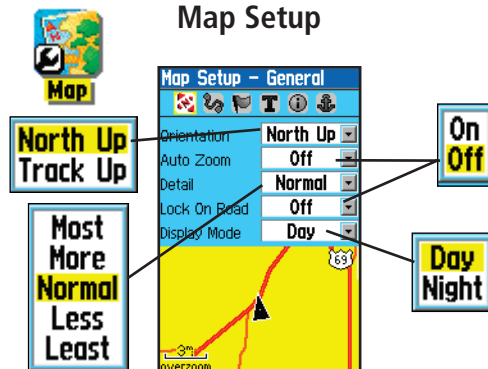 Map Setup
Map
Map Setup – General
T
Orientation North Up
Auto Zoom Off
Detail Normal
Lock On Road Off
Display Mode Day
North Up
Track Up
On
Off
Most
More
Normal
Less
Least
Day
Night
69
3m
overzoom